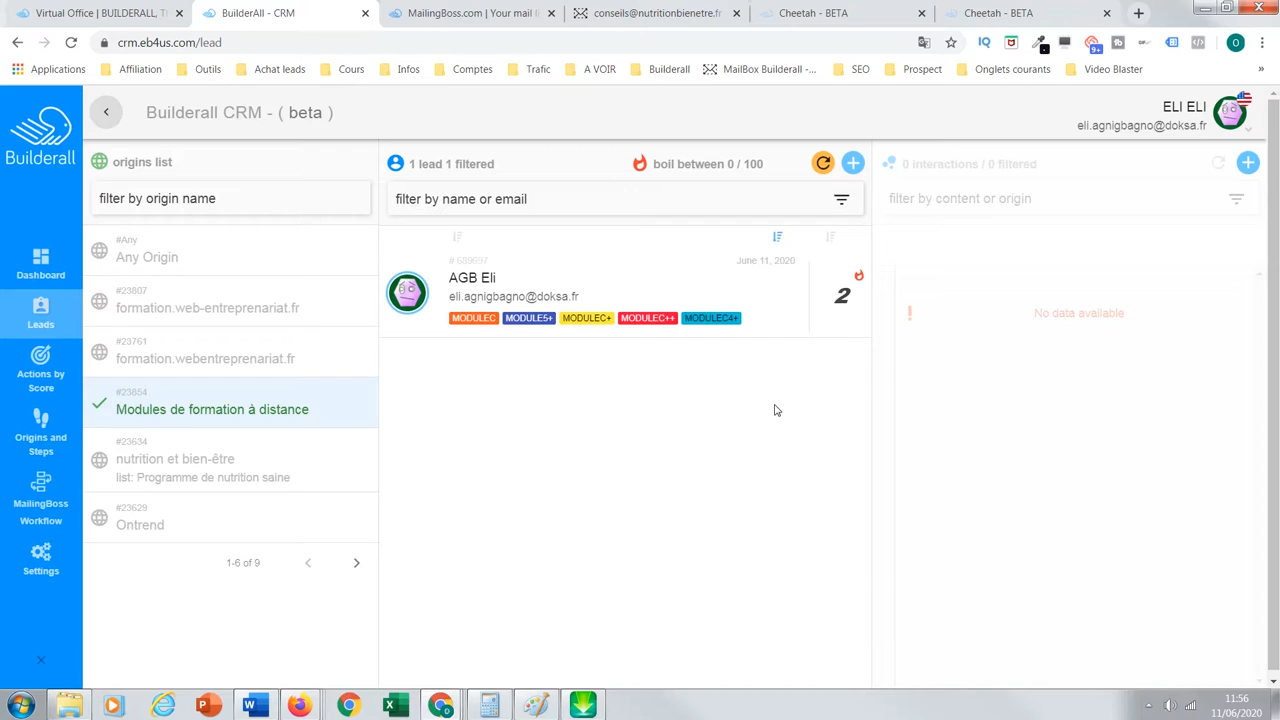 Virtual Office | BUILDERALL, T
BuilderAll - CRM
MailingBoss.com | Your mail
conseils@nutritionbienetre.fr
Cheetah - BETA
Cheetah - BETA
crm.eb4us.com/lead
9+
O
Applications
Affiliation
Outils
Achat leads
Cours
Infos
Comptes
Trafic
A VOIR
Builderall
MailBox Builderall -...
SEO
Prospect
Onglets courants
Video Blaster
»
Builderall
Builderall CRM - ( beta )
ELI ELI
eli.agnigbagno@doksa.fr
origins list
1 lead 1 filtered
boil between 0 / 100
0 interactions / 0 filtered
filter by origin name
filter by name or email
filter by content or origin
Dashboard
Leads
Actions by
Score
Origins and
Steps
MailingBoss
Workflow
Settings
#Any
Any Origin
#23807
formation.web-entreprenariat.fr
#23761
formation.webentreprenariat.fr
#23854
Modules de formation à distance
#23634
nutrition et bien-être
list: Programme de nutrition saine
#23629
Ontrend
1-6 of 9
# 689697
June 11, 2020
AGB Eli
eli.agnigbagno@doksa.fr
MODULEC MODULE5+ MODULEC+ MODULEC++ MODULEC4+
2
No data available
11:56
11/06/2020